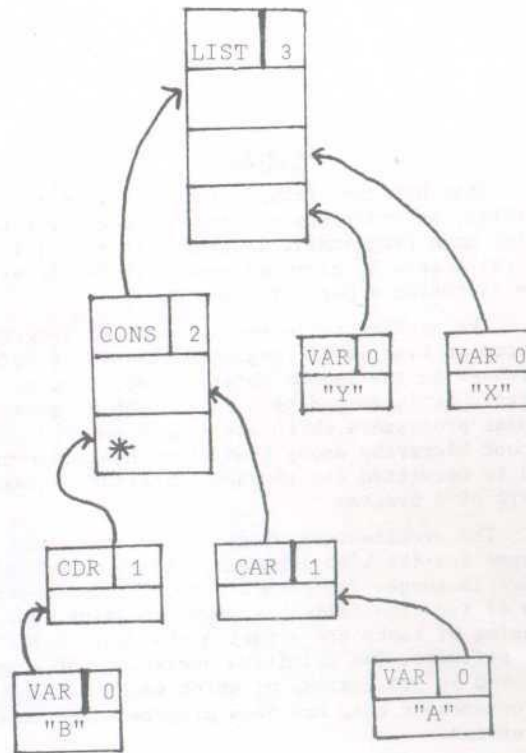 LIST 3
CONS 2
VAR 0
VAR 0
"Y"
"X"
*
CDR 1
CAR 1
VAR 0
VAR 0
"B"
"A"